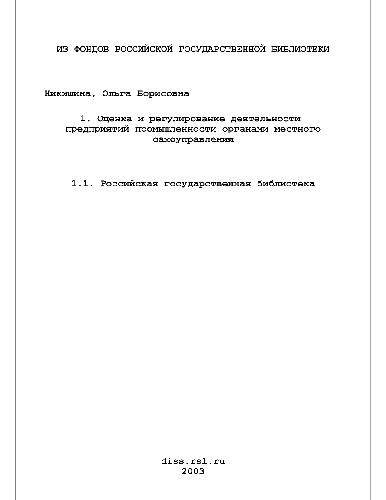 ИЗ ФОНДОВ РОССИЙСКОЙ ГОСУДАРСТВЕННОЙ БИБЛИОТЕКИ
Никишина, Ольга Борисовна
1. Оценка и регулирование деятельности
предприятий промышленности органами местного
самоуправления
1.1. Российская государственная библиотека
diss.rsl.ru
2003